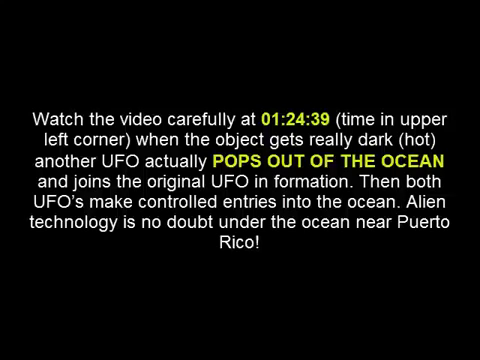 Watch the video carefully at 01:24:39 (time in upper
left corner) when the object gets really dark (hot)
another UFO actually POPS OUT OF THE OCEAN
and joins the original UFO in formation. Then both
UFO’s make controlled entries into the ocean. Alien
technology is no doubt under the ocean near Puerto
Rico!